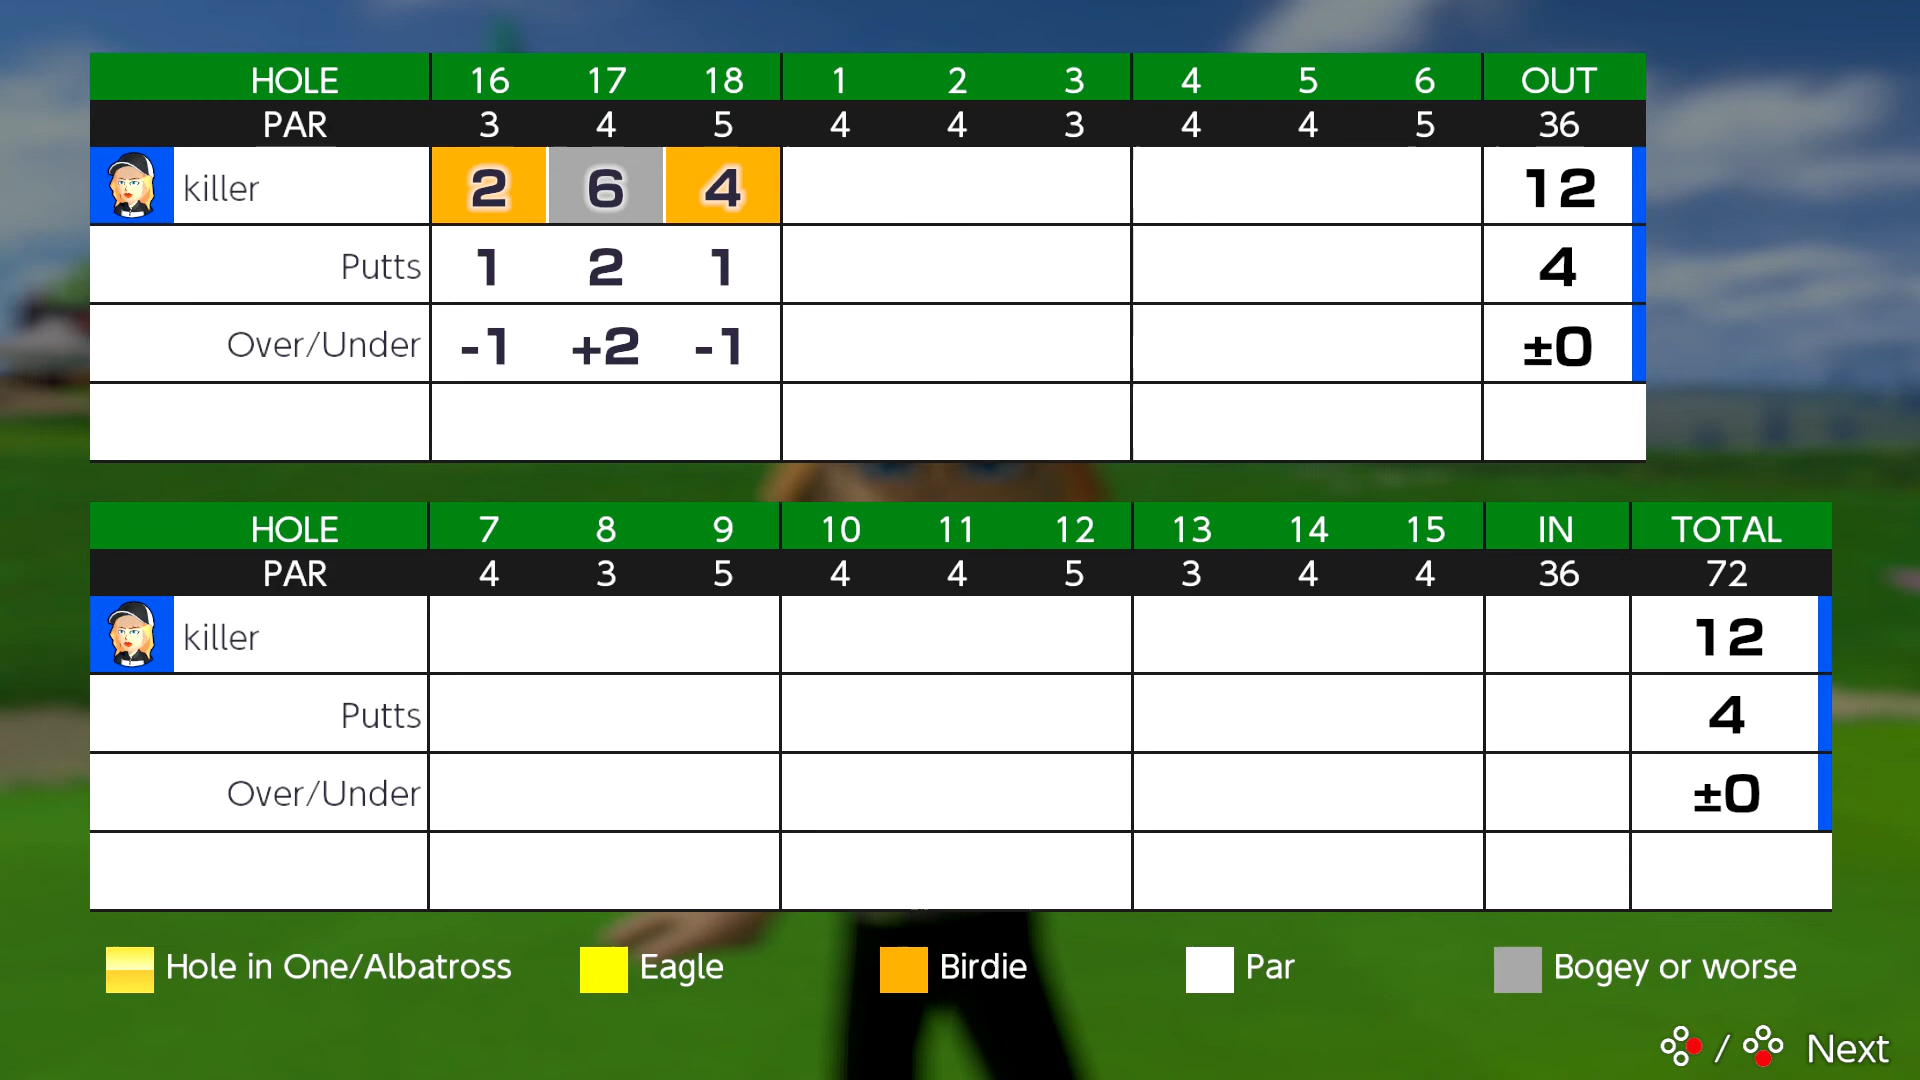 HOLE 16 17 18 1 2 3 4 5 6 OUT
PAR 3 4 5 4 4 3 4 4 5 36
killer 2 6 4 12
Putts 1 2 1 4
Over/Under -1 +2 -1 ±0
HOLE 7 8 9 10 11 12 13 14 15 IN TOTAL
PAR 4 3 5 4 4 5 3 4 4 36 72
killer 12
Putts 4
Over/Under ±0
Hole in One/Albatross Eagle Birdie Par Bogey or worse
/ Next